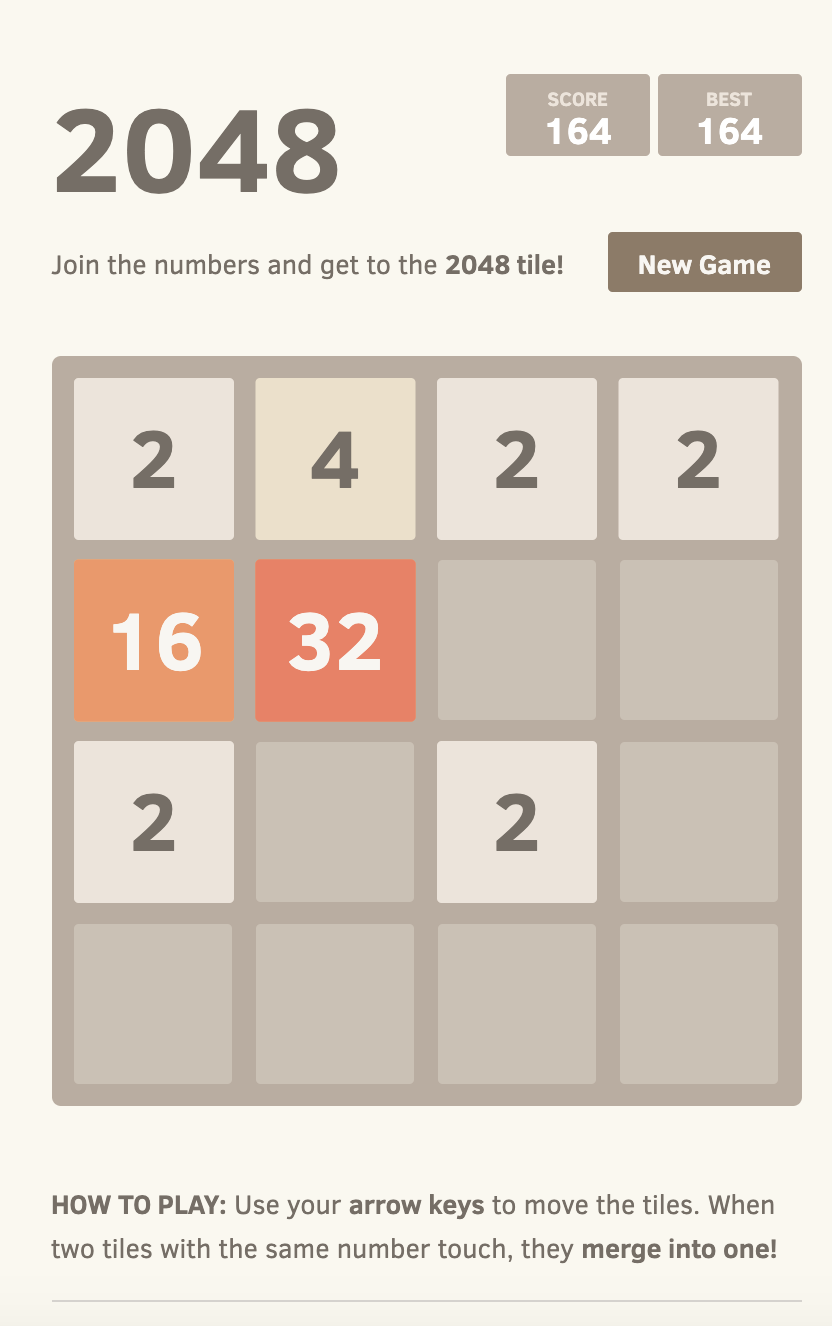 2048
SCORE
164
BEST
164
Join the numbers and get to the 2048 tile!
New Game
2 4 2 2
16 32
2 2
HOW TO PLAY: Use your arrow keys to move the tiles. When
two tiles with the same number touch, they merge into one!